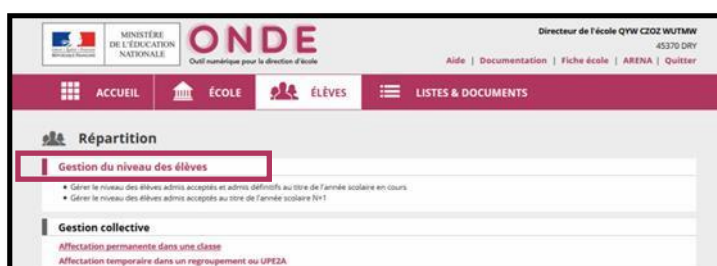 MINISTÈRE
DE L'ÉDUCATION
NATIONALE
ONDE
Outil numérique pour la direction d'école
Directeur de l'école QYW CZOZ WUTMW
45370 DRY
Aide | Documentation | Fiche école | ARENA | Quitter
ACCUEIL ÉCOLE ÉLÈVES LISTES & DOCUMENTS
Répartition
Gestion du niveau des élèves
• Gérer le niveau des élèves admis acceptés et admis définitifs au titre de l'année scolaire en cours
• Gérer le niveau des élèves admis acceptés au titre de l'année scolaire N+1
Gestion collective
Affectation permanente dans une classe
Affectation temporaire dans un regroupement ou UPE2A